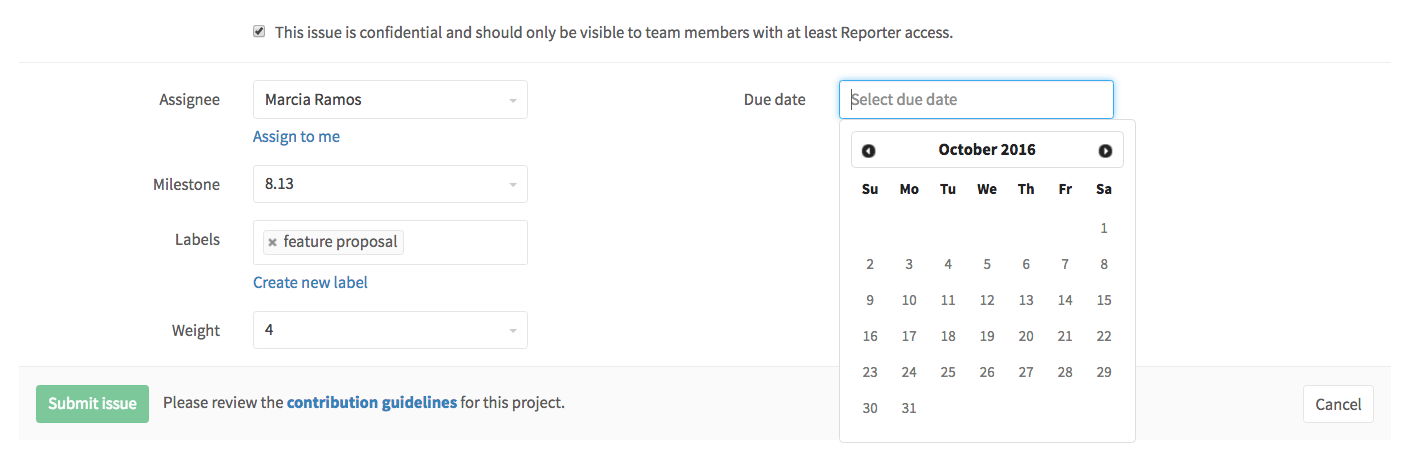 This issue is confidential and should only be visible to team members with at least Reporter access.
Assignee
Marcia Ramos
Assign to me
Milestone
8.13
Labels
feature proposal
Create new label
Weight
4
Due date
Select due date
October 2016
Su Mo Tu We Th Fr Sa
1
2 3 4 5 6 7 8
9 10 11 12 13 14 15
16 17 18 19 20 21 22
23 24 25 26 27 28 29
30 31
Submit issue
Please review the contribution guidelines for this project.
Cancel